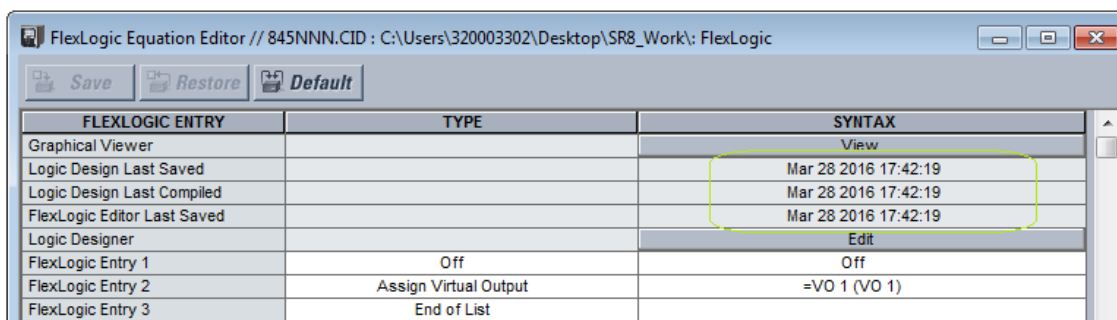 FlexLogic Equation Editor // 845NNN.CID : C:\Users\320003302\Desktop\SR8_Work\: FlexLogic
Save Restore Default
FLEXLOGIC ENTRY TYPE SYNTAX
Graphical Viewer View
Logic Design Last Saved Mar 28 2016 17:42:19
Logic Design Last Compiled Mar 28 2016 17:42:19
FlexLogic Editor Last Saved Mar 28 2016 17:42:19
Logic Designer Edit
FlexLogic Entry 1 Off Off
FlexLogic Entry 2 Assign Virtual Output =VO 1 (VO 1)
FlexLogic Entry 3 End of List